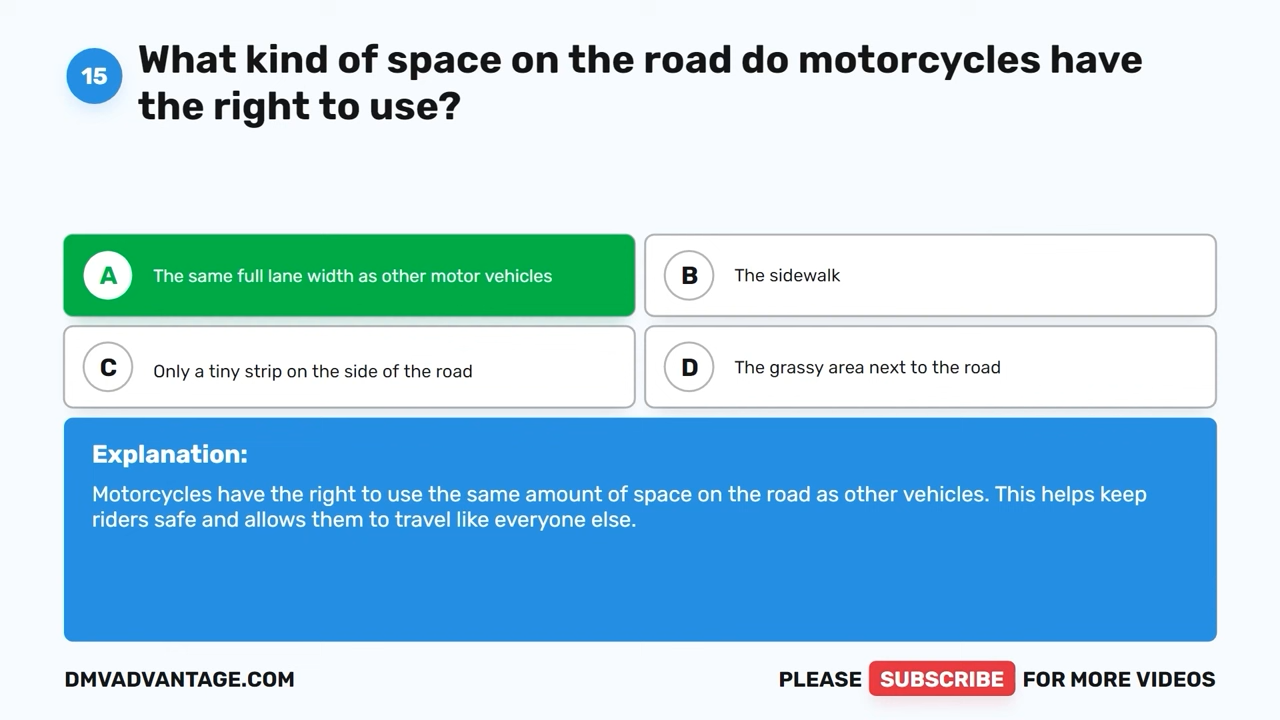 15
What kind of space on the road do motorcycles have
the right to use?
A
The same full lane width as other motor vehicles
B
The sidewalk
C
Only a tiny strip on the side of the road
D
The grassy area next to the road
Explanation:
Motorcycles have the right to use the same amount of space on the road as other vehicles. This helps keep
riders safe and allows them to travel like everyone else.
DMVADVANTAGE.COM
PLEASE SUBSCRIBE FOR MORE VIDEOS